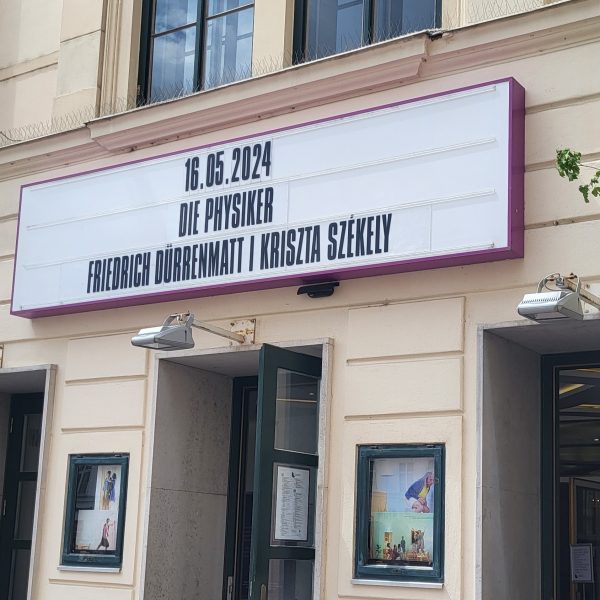 16.05.2024
DIE PHYSIKER
FRIEDRICH DÜRRENMATT | KRISZTA SZÉKELY